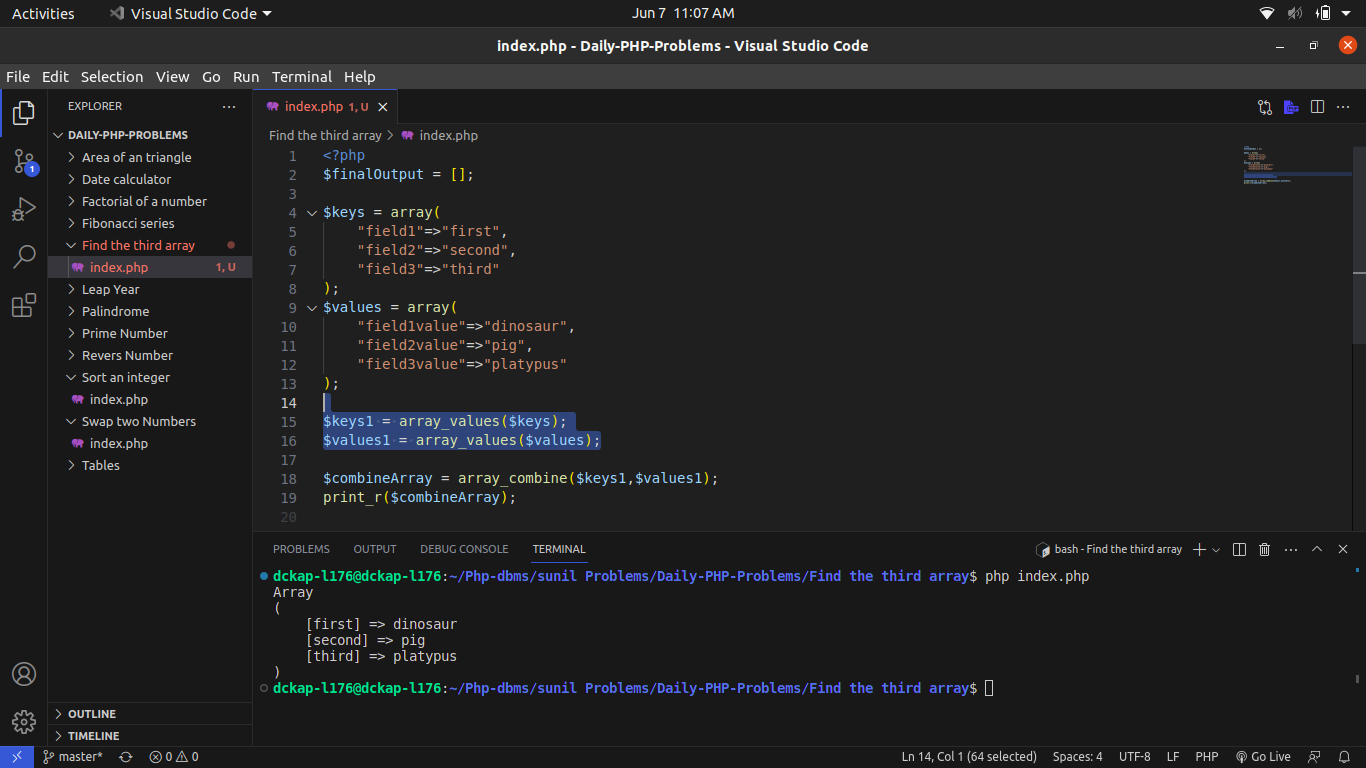 Activities Visual Studio Code Jun 7 11:07 AM
index.php - Daily-PHP-Problems - Visual Studio Code
File Edit Selection View Go Run Terminal Help
EXPLORER
DAILY-PHP-PROBLEMS
Area of an triangle
Date calculator
Factorial of a number
Fibonacci series
Find the third array
index.php 1, U
Leap Year
Palindrome
Prime Number
Revers Number
Sort an integer
index.php
Swap two Numbers
index.php
Tables
OUTLINE
TIMELINE
1
index.php 1, U
Find the third array > index.php
1 <?php
2 $finalOutput = [];
3
4 $keys = array(
5 "field1"=>"first",
6 "field2"=>"second",
7 "field3"=>"third"
8 );
9 $values = array(
10 "field1value"=>"dinosaur",
11 "field2value"=>"pig",
12 "field3value"=>"platypus"
13 );
14
15 $keys1 = array_values($keys);
16 $values1 = array_values($values);
17
18 $combineArray = array_combine($keys1,$values1);
19 print_r($combineArray);
20
PROBLEMS OUTPUT DEBUG CONSOLE TERMINAL bash - Find the third array
dckap-l176@dckap-l176:~/Php-dbms/sunil Problems/Daily-PHP-Problems/Find the third array$ php index.php
Array
(
[first] => dinosaur
[second] => pig
[third] => platypus
)
dckap-l176@dckap-l176:~/Php-dbms/sunil Problems/Daily-PHP-Problems/Find the third array$
master* 0 0 Ln 14, Col 1 (64 selected) Spaces: 4 UTF-8 LF PHP Go Live